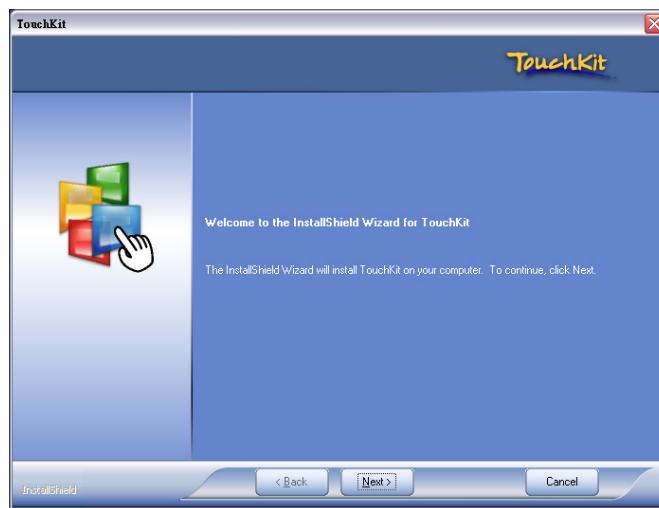 TouchKit
TouchKit
Welcome to the InstallShield Wizard for TouchKit
The InstallShield Wizard will install TouchKit on your computer. To continue, click Next.
InstallShield
< Back
Next >
Cancel